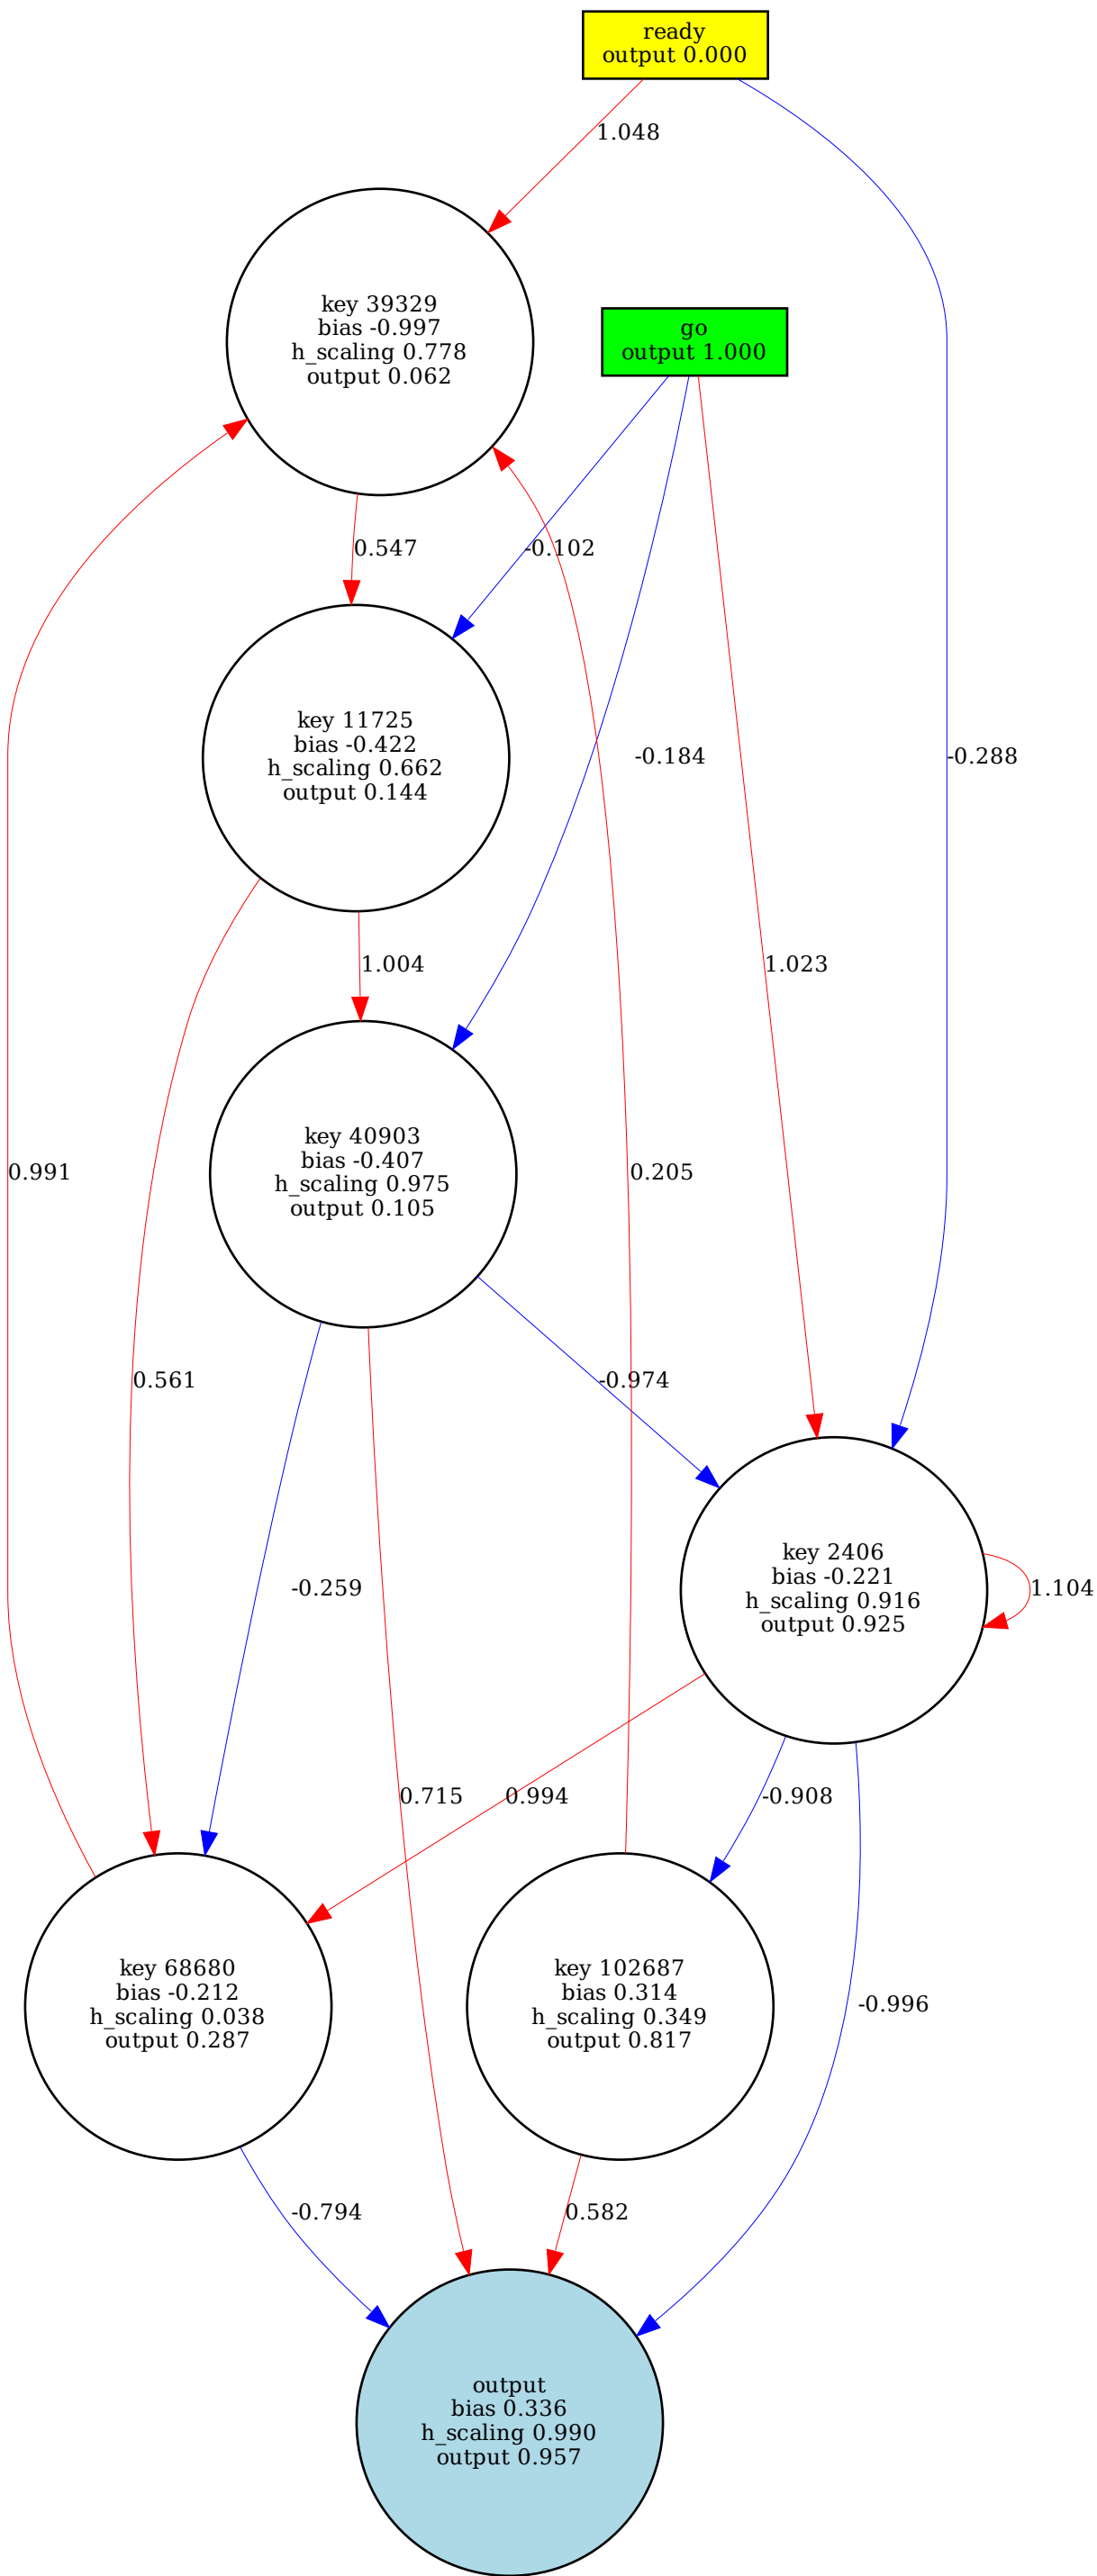 ready
output 0.000
1.048
key 39329
bias -0.997
h_scaling 0.778
output 0.062
go
output 1.000
0.547
-0.102
key 11725
bias -0.422
h_scaling 0.662
output 0.144
-0.184
-0.288
1.004
1.023
key 40903
bias -0.407
h_scaling 0.975
output 0.105
0.991
0.205
0.561
-0.974
key 2406
bias -0.221
h_scaling 0.916
output 0.925
-0.259
1.104
0.715
0.994
-0.908
key 68680
bias -0.212
h_scaling 0.038
output 0.287
key 102687
bias 0.314
h_scaling 0.349
output 0.817
-0.996
-0.794
0.582
output
bias 0.336
h_scaling 0.990
output 0.957